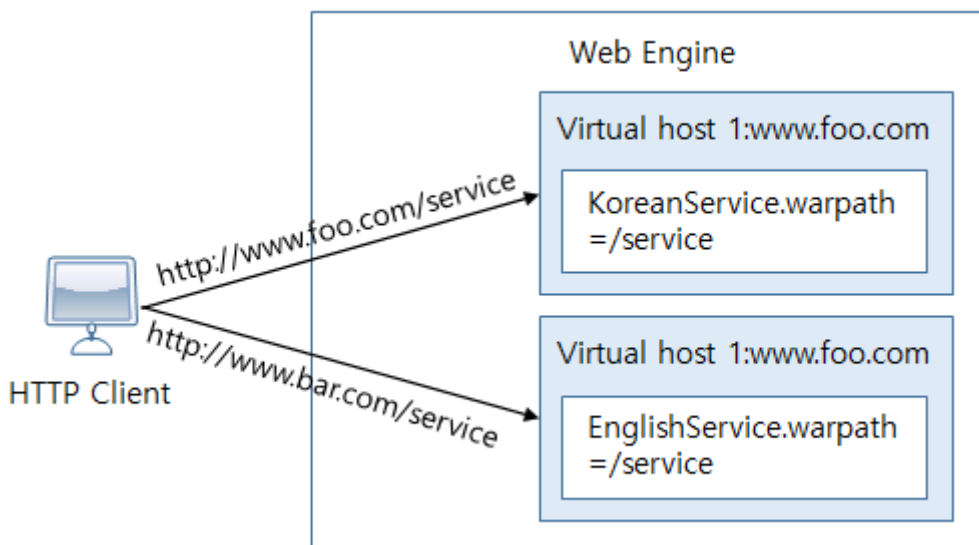 Web Engine
Virtual host 1:www.foo.com
KoreanService.warpath
=/service
http://www.foo.com/service
http://www.bar.com/service
HTTP Client
Virtual host 1:www.foo.com
EnglishService.warpath
=/service